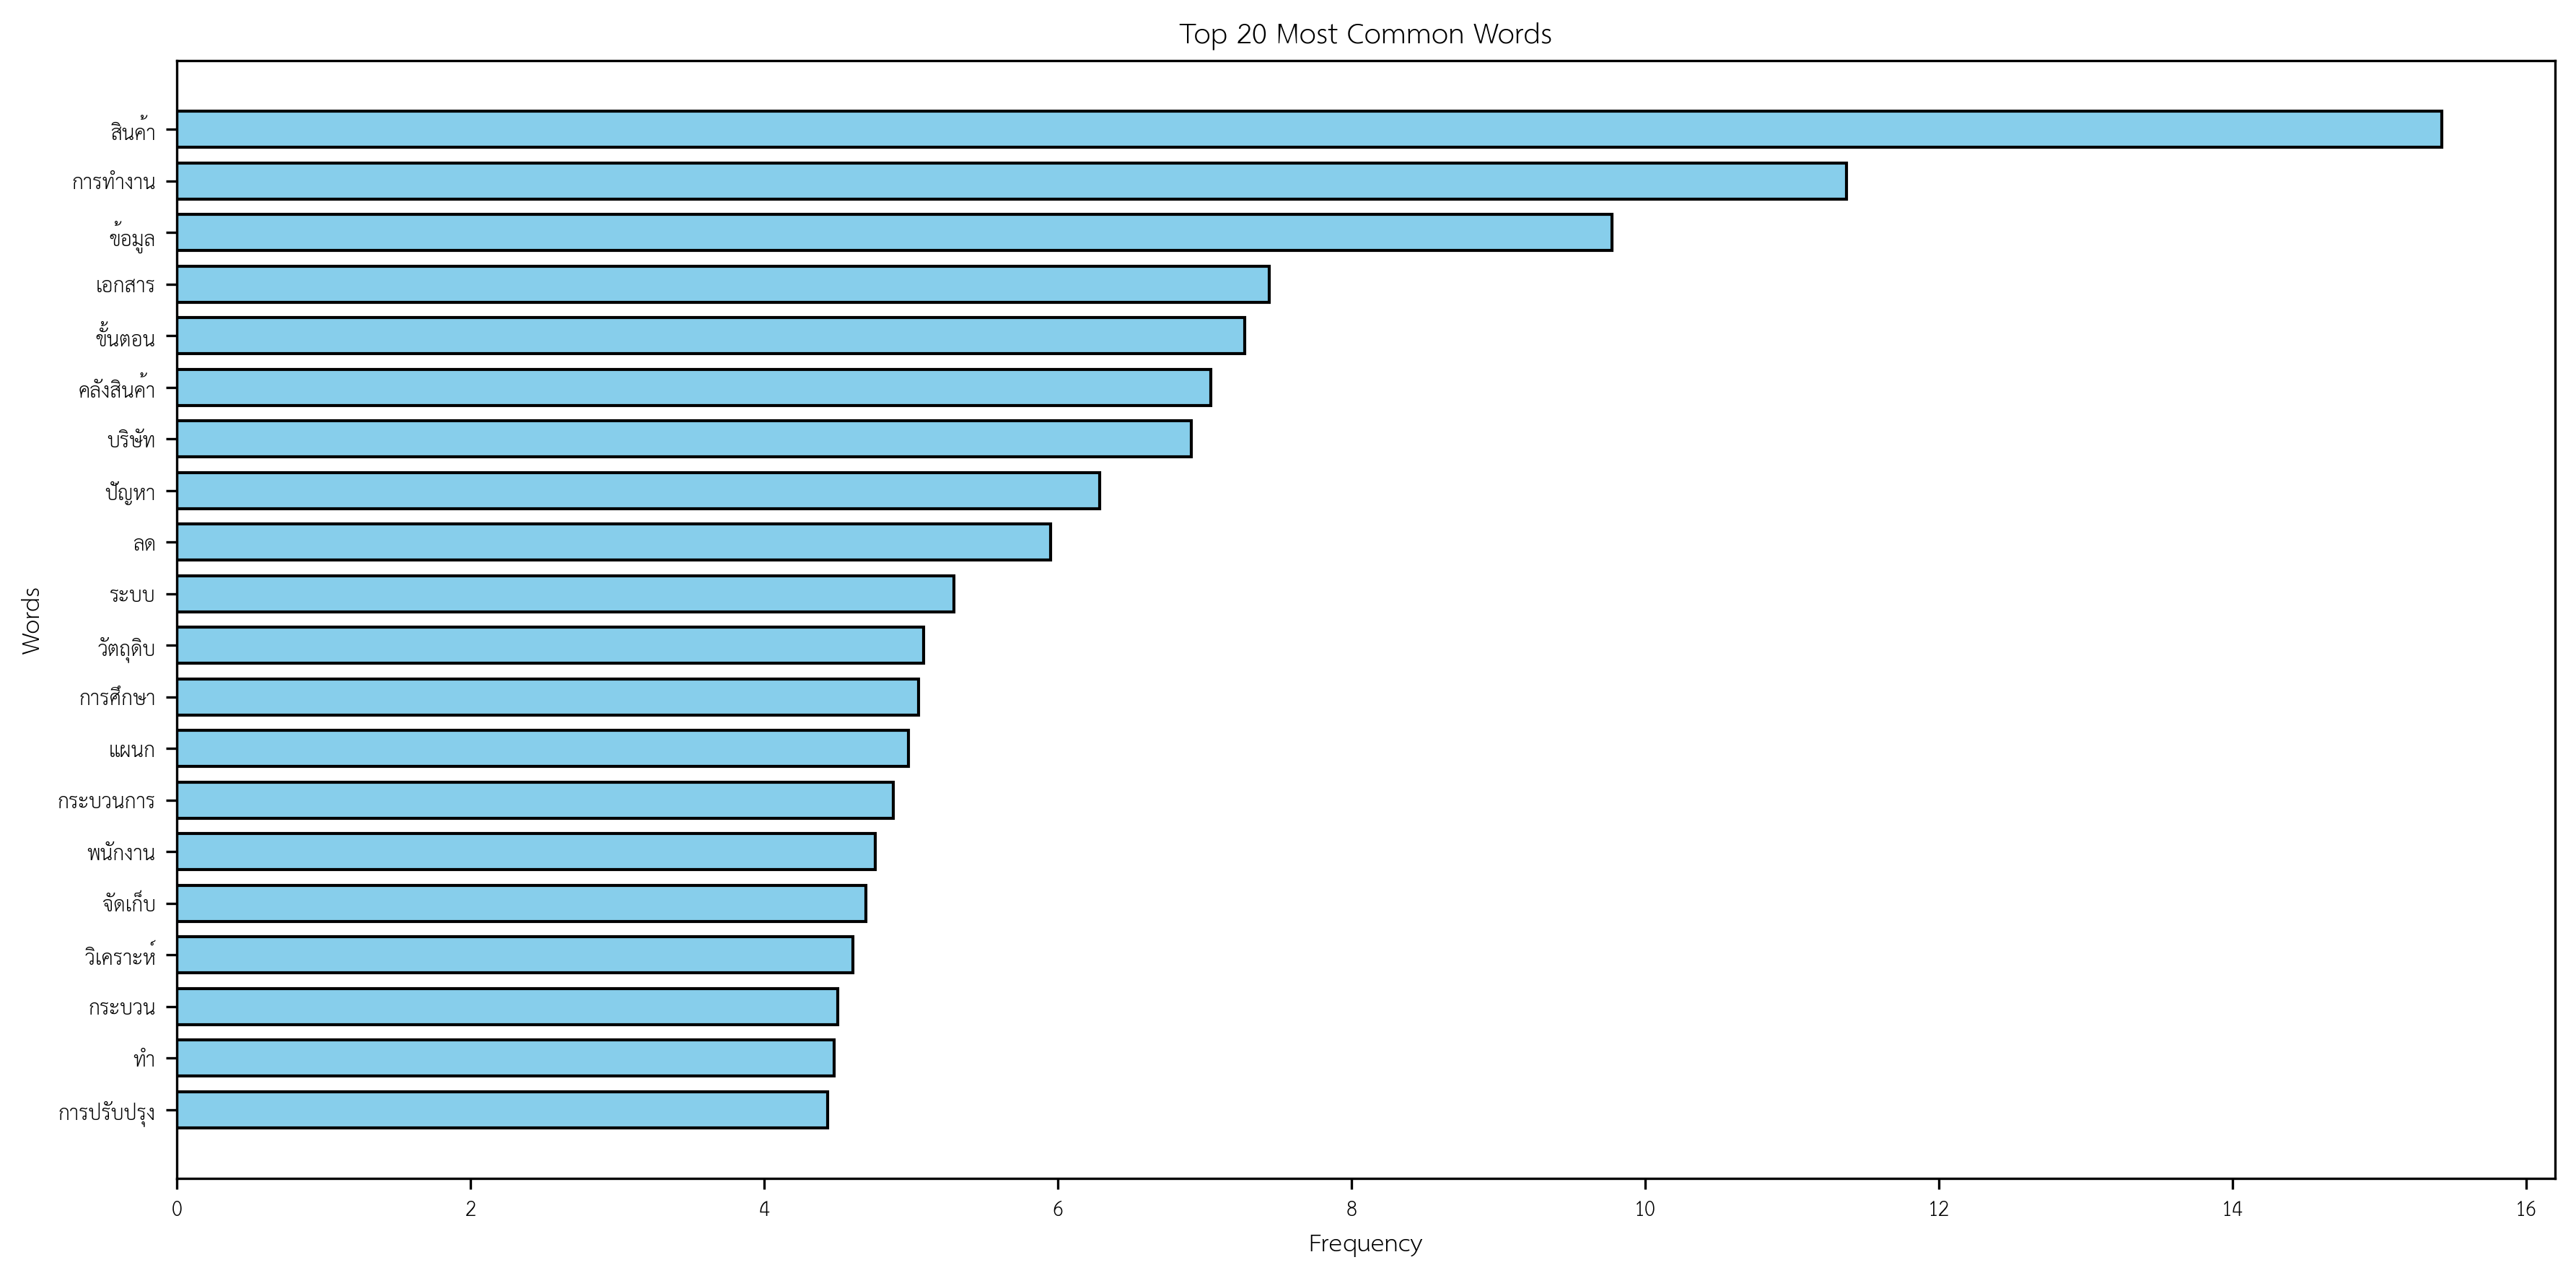 Top 20 Most Common Words
สินค้า
การทำงาน
ข้อมูล
เอกสาร
ขั้นตอน
คลังสินค้า
บริษัท
ปัญหา
ลด
ระบบ
วัตถุดิบ
การศึกษา
แผนก
กระบวนการ
พนักงาน
จัดเก็บ
วิเคราะห์
กระบวน
ทำ
การปรับปรุง
Words
0 2 4 6 8 10 12 14 16
Frequency